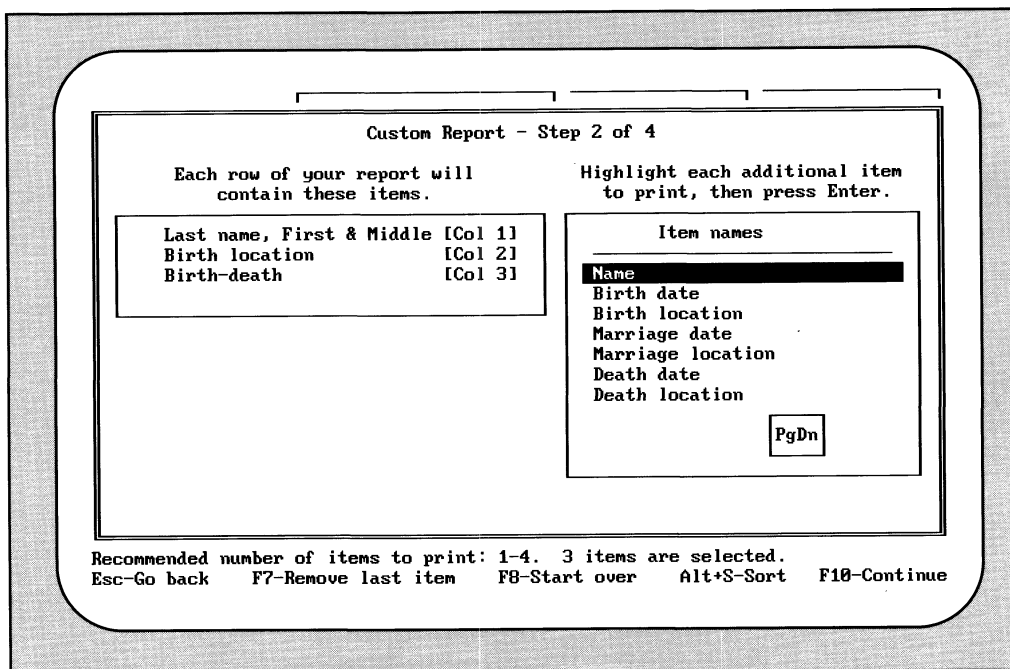 Custom Report - Step 2 of 4
Each row of your report will
contain these items.
Last name, First & Middle [Col 1]
Birth location [Col 2]
Birth-death [Col 3]
Highlight each additional item
to print, then press Enter.
Item names
Name
Birth date
Birth location
Marriage date
Marriage location
Death date
Death location
PgDn
Recommended number of items to print: 1-4. 3 items are selected.
Esc-Go back F7-Remove last item F8-Start over Alt+S-Sort F10-Continue